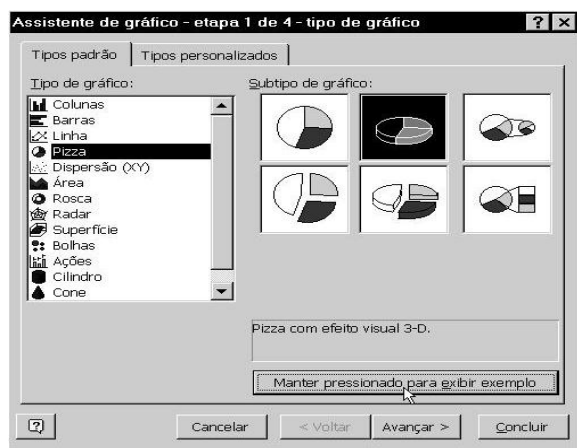 Assistente de gráfico - etapa 1 de 4 - tipo de gráfico
Tipos padrão
Tipos personalizados
Tipo de gráfico:
Subtipo de gráfico:
Colunas
Barras
Linha
Pizza
Dispersão (XY)
Área
Rosca
Radar
Superfície
Bolhas
Ações
Cilindro
Cone
Pizza com efeito visual 3-D.
Manter pressionado para exibir exemplo
Cancelar
< Voltar
Avançar >
Concluir